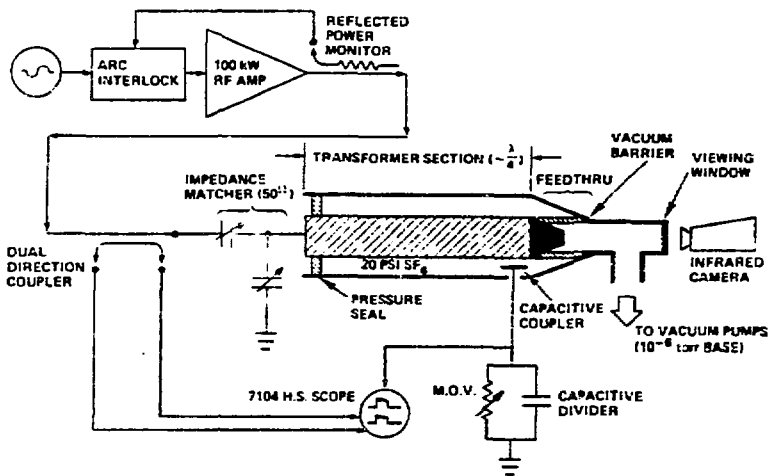 REFLECTED
POWER
MONITOR
ARC
INTERLOCK
100 kW
RF AMP
TRANSFORMER SECTION (~ λ/4)
VACUUM
BARRIER
VIEWING
WINDOW
FEEDTHRU
IMPEDANCE
MATCHER (50Ω)
DUAL
DIRECTION
COUPLER
20 PSI SF6
PRESSURE
SEAL
CAPACITIVE
COUPLER
INFRARED
CAMERA
TO VACUUM PUMPS
(10⁻⁶ torr BASE)
7104 H.S. SCOPE
M.O.V.
CAPACITIVE
DIVIDER